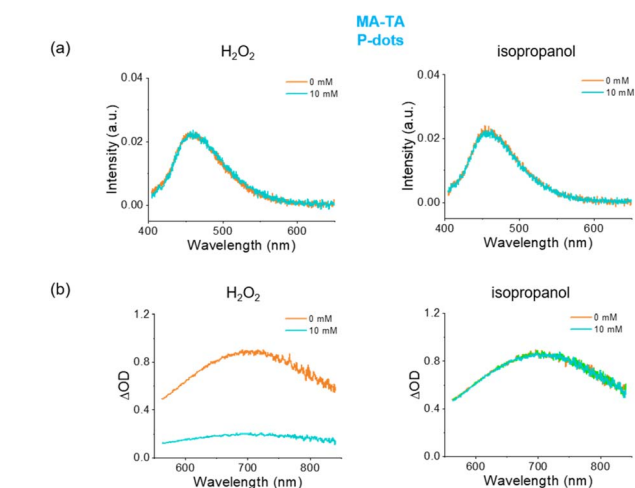 MA-TA
P-dots
(a)
H₂O₂
isopropanol
0.04
0.02
0.00
Intensity (a.u.)
0 mM
10 mM
400
500
600
Wavelength (nm)
0.04
0.02
0.00
Intensity (a.u.)
0 mM
10 mM
400
500
600
Wavelength (nm)
(b)
H₂O₂
isopropanol
1.2
0.8
0.4
0.0
ΔOD
0 mM
10 mM
600
700
800
Wavelength (nm)
1.2
0.8
0.4
0.0
ΔOD
0 mM
10 mM
600
700
800
Wavelength (nm)